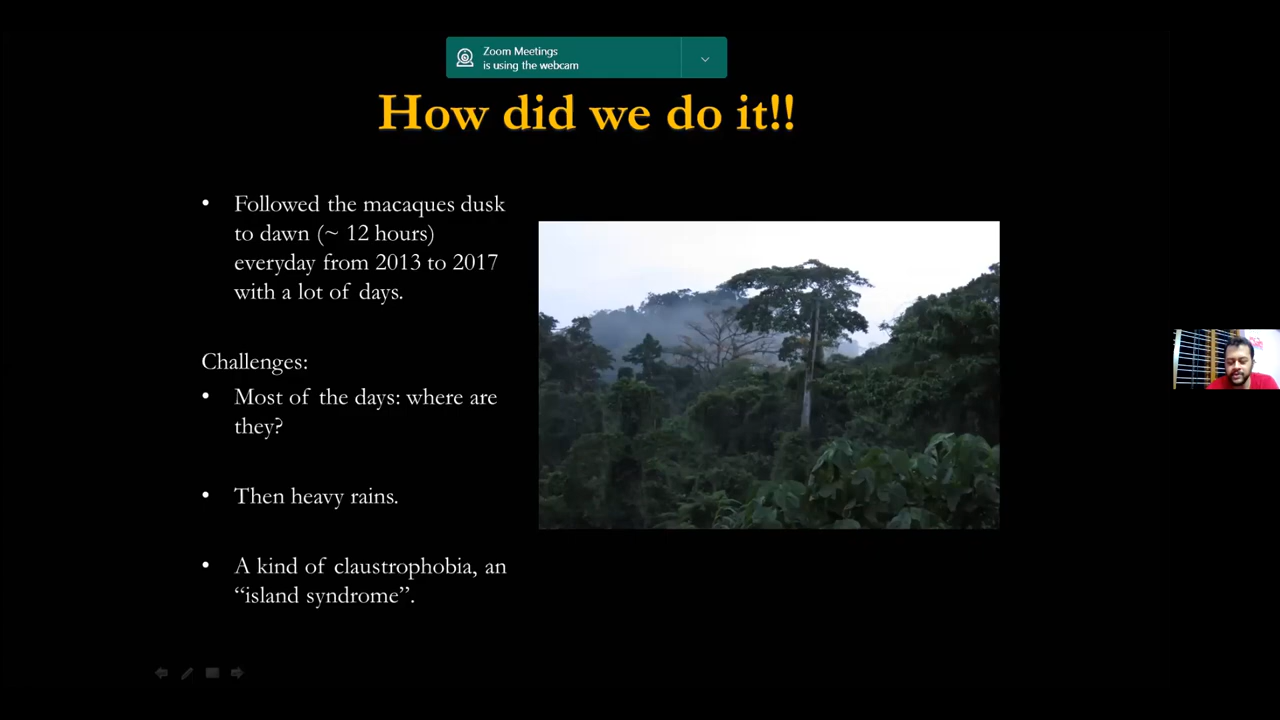 Zoom Meetings
is using the webcam
How did we do it!!
• Followed the macaques dusk
to dawn (~ 12 hours)
everyday from 2013 to 2017
with a lot of days.
Challenges:
• Most of the days: where are
they?
• Then heavy rains.
• A kind of claustrophobia, an
“island syndrome”.